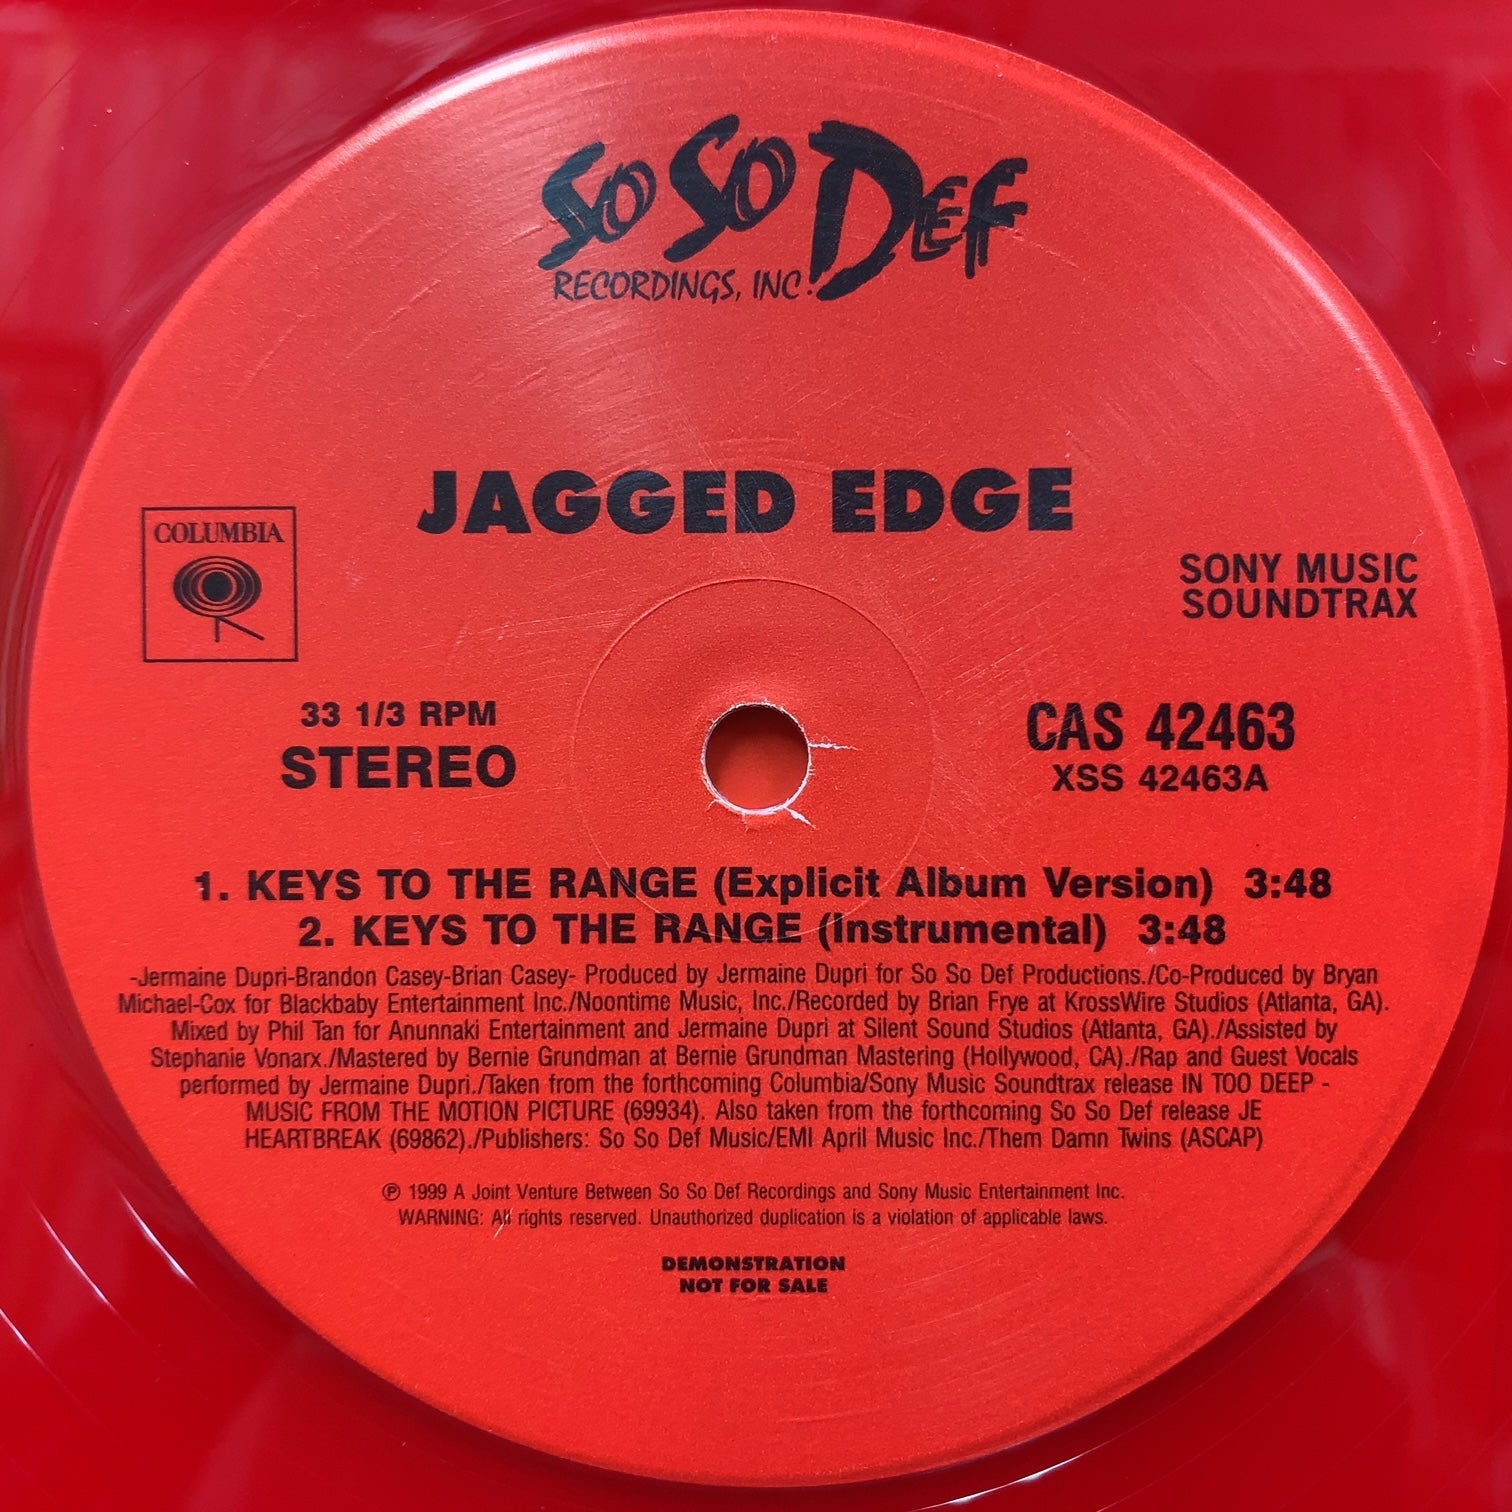 SO SO DEF
RECORDINGS, INC.
JAGGED EDGE
COLUMBIA
SONY MUSIC
SOUNDTRAX
33 1/3 RPM
STEREO
CAS 42463
XSS 42463A
1. KEYS TO THE RANGE (Explicit Album Version) 3:48
2. KEYS TO THE RANGE (Instrumental) 3:48
-Jermaine Dupri-Brandon Casey-Brian Casey- Produced by Jermaine Dupri for So So Def Productions./Co-Produced by Bryan
Michael-Cox for Blackbaby Entertainment Inc./Noontime Music, Inc./Recorded by Brian Frye at KrossWire Studios (Atlanta, GA).
Mixed by Phil Tan for Anunnaki Entertainment and Jermaine Dupri at Silent Sound Studios (Atlanta, GA)./Assisted by
Stephanie Vonarx./Mastered by Bernie Grundman at Bernie Grundman Mastering (Hollywood, CA)./Rap and Guest Vocals
performed by Jermaine Dupri./Taken from the forthcoming Columbia/Sony Music Soundtrax release IN TOO DEEP -
MUSIC FROM THE MOTION PICTURE (69934). Also taken from the forthcoming So So Def release JE
HEARTBREAK (69862)./Publishers: So So Def Music/EMI April Music Inc./Them Damn Twins (ASCAP)
℗ 1999 A Joint Venture Between So So Def Recordings and Sony Music Entertainment Inc.
WARNING: All rights reserved. Unauthorized duplication is a violation of applicable laws.
DEMONSTRATION
NOT FOR SALE